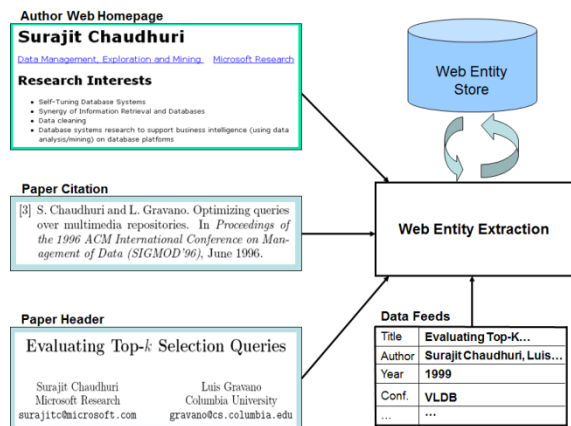 Author Web Homepage
Surajit Chaudhuri
Data Management, Exploration and Mining Microsoft Research
Research Interests
• Self-Tuning Database Systems
• Synergy of Information Retrieval and Databases
• Data cleaning
• Database systems research to support business intelligence (using data
analysis/mining) on database platforms
Web Entity
Store
Paper Citation
[3] S. Chaudhuri and L. Gravano. Optimizing queries
over multimedia repositories. In Proceedings of
the 1996 ACM International Conference on Man-
agement of Data (SIGMOD'96), June 1996.
Web Entity Extraction
Paper Header
Evaluating Top-k Selection Queries
Surajit Chaudhuri Luis Gravano
Microsoft Research Columbia University
surajitc@microsoft.com gravano@cs.columbia.edu
Data Feeds
Title Evaluating Top-K...
Author Surajit Chaudhuri, Luis...
Year 1999
Conf. VLDB
... ...